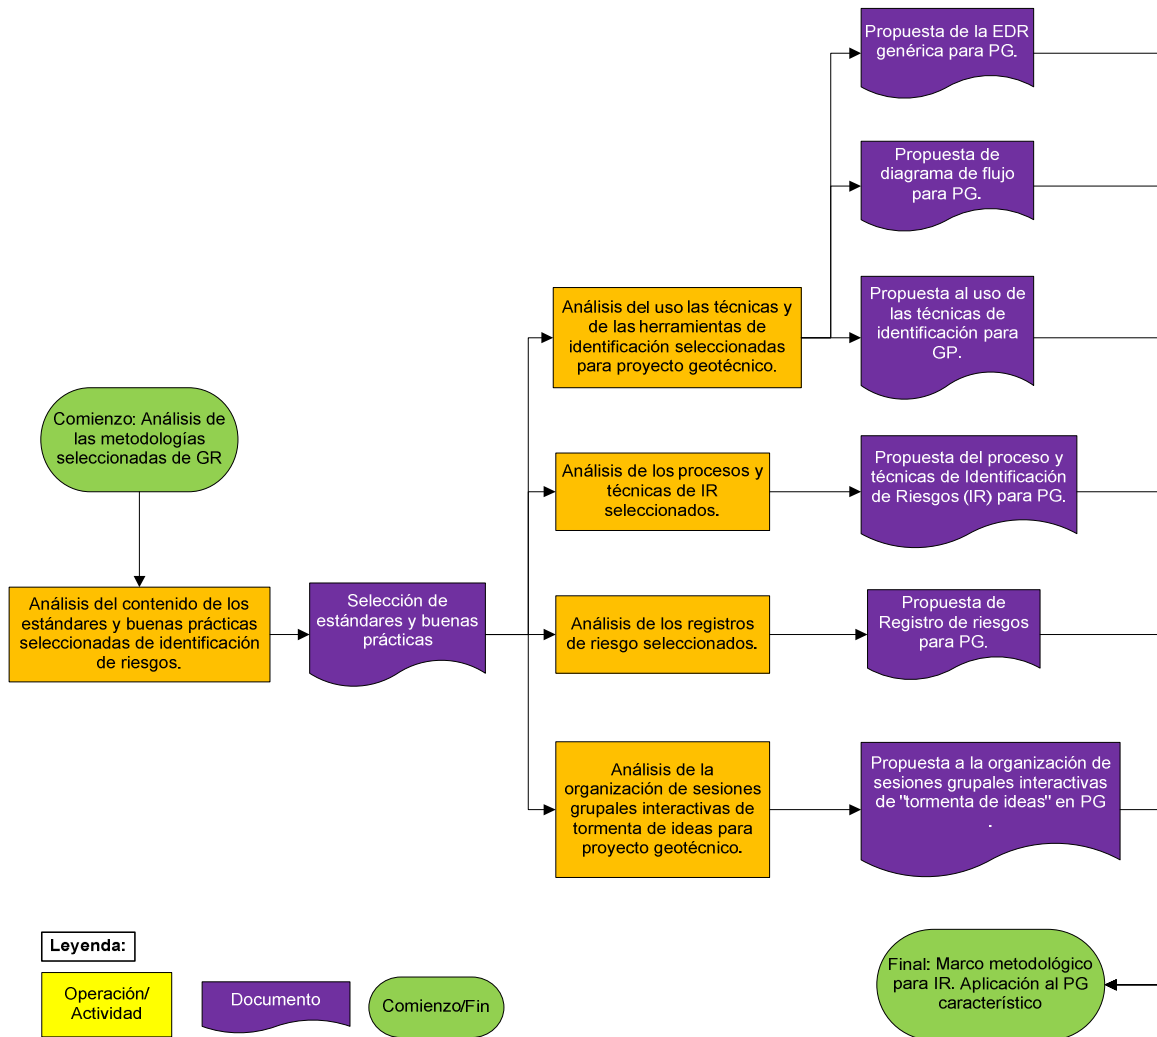 Propuesta de la EDR
genérica para PG.
Propuesta de
diagrama de flujo
para PG.
Análisis del uso las técnicas y
de las herramientas de
identificación seleccionadas
para proyecto geotécnico.
Propuesta al uso de
las técnicas de
identificación para
GP.
Comienzo: Análisis de
las metodologías
seleccionadas de GR
Análisis de los procesos y
técnicas de IR
seleccionados.
Propuesta del proceso y
técnicas de Identificación
de Riesgos (IR) para PG.
Análisis del contenido de los
estándares y buenas prácticas
seleccionadas de identificación
de riesgos.
Selección de
estándares y buenas
prácticas
Análisis de los registros
de riesgo seleccionados.
Propuesta de
Registro de riesgos
para PG.
Análisis de la
organización de sesiones
grupales interactivas de
tormenta de ideas para
proyecto geotécnico.
Propuesta a la organización de
sesiones grupales interactivas
de "tormenta de ideas" en PG
.
Leyenda:
Operación/
Actividad
Documento
Comienzo/Fin
Final: Marco metodológico
para IR. Aplicación al PG
característico